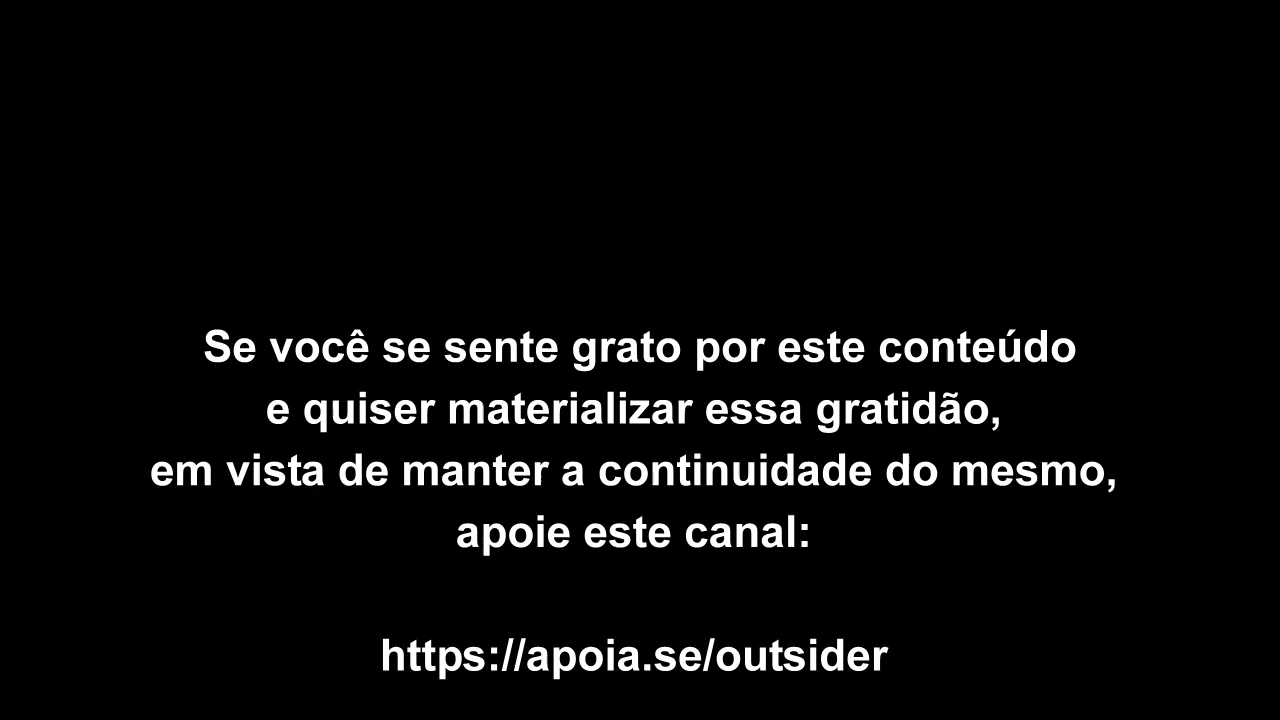 Se você se sente grato por este conteúdo
e quiser materializar essa gratidão,
em vista de manter a continuidade do mesmo,
apoie este canal:
https://apoia.se/outsider